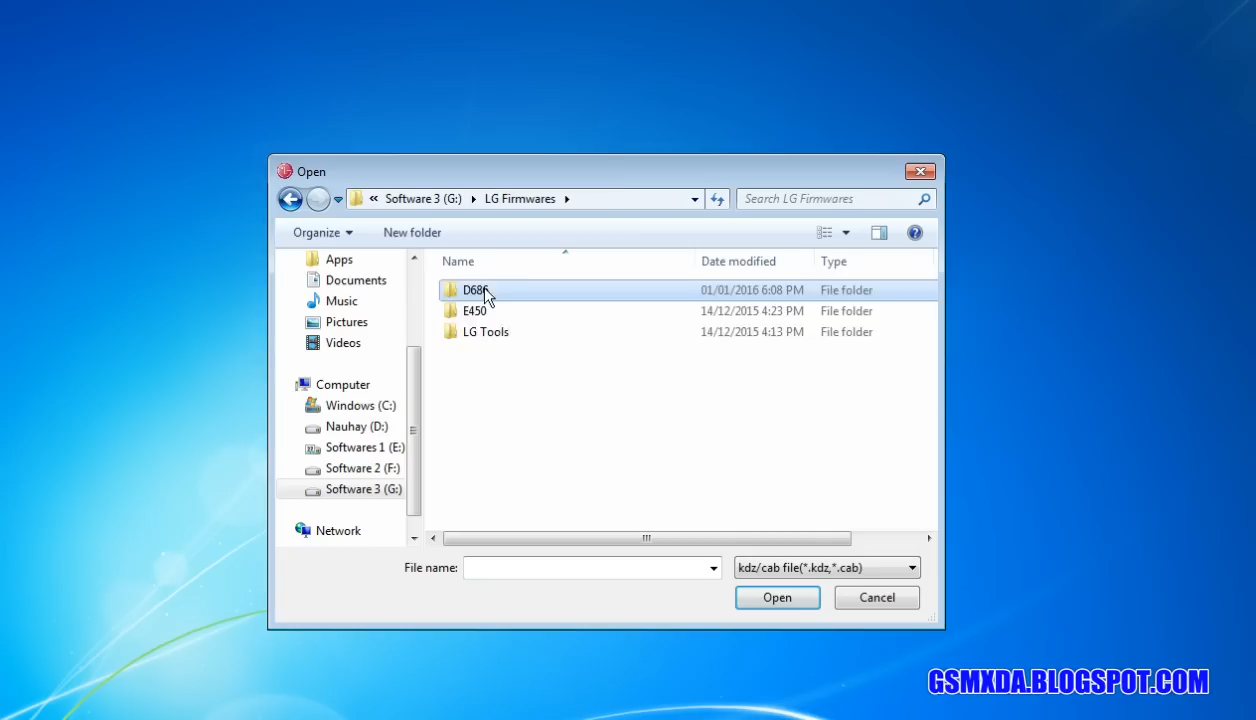 Open
« Software 3 (G:) LG Firmwares
Search LG Firmwares
Organize New folder
Name Date modified Type
Apps
Documents
Music
Pictures
Videos
Computer
Windows (C:)
Nauhay (D:)
Softwares 1 (E:)
Software 2 (F:)
Software 3 (G:)
Network
D686 01/01/2016 6:08 PM File folder
E450 14/12/2015 4:23 PM File folder
LG Tools 14/12/2015 4:13 PM File folder
File name: kdz/cab file(*.kdz,*.cab)
Open Cancel
GSMXDA.BLOGSPOT.COM